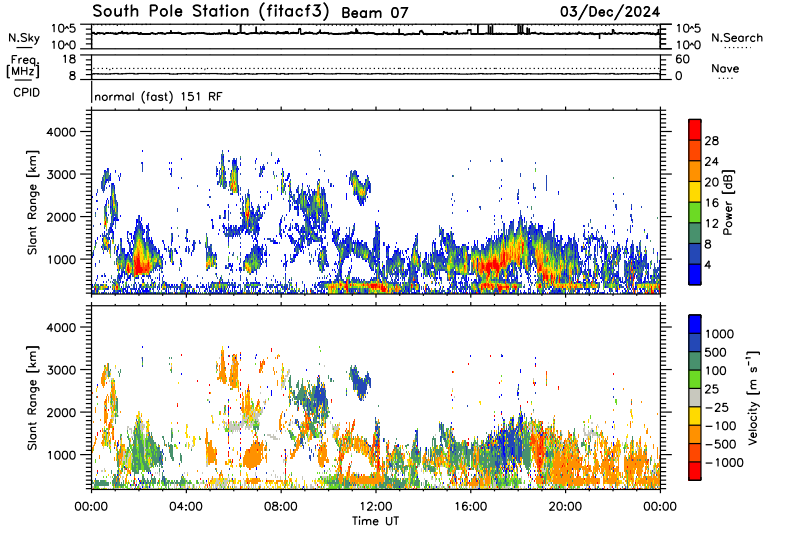 South Pole Station (fitacf3) Beam 07 03/Dec/2024
N.Sky 10^5 10^0 10^5 10^0 N.Search
Freq. [MHz] 18 8 60 0 Nave
CPID normal (fast) 151 RF
Slant Range [km] 4000 3000 2000 1000
28 24 20 16 12 8 4 Power [dB]
Slant Range [km] 4000 3000 2000 1000
1000 500 100 25 −25 −100 −500 −1000 Velocity [m s⁻¹]
00:00 04:00 08:00 12:00 16:00 20:00 00:00
Time UT